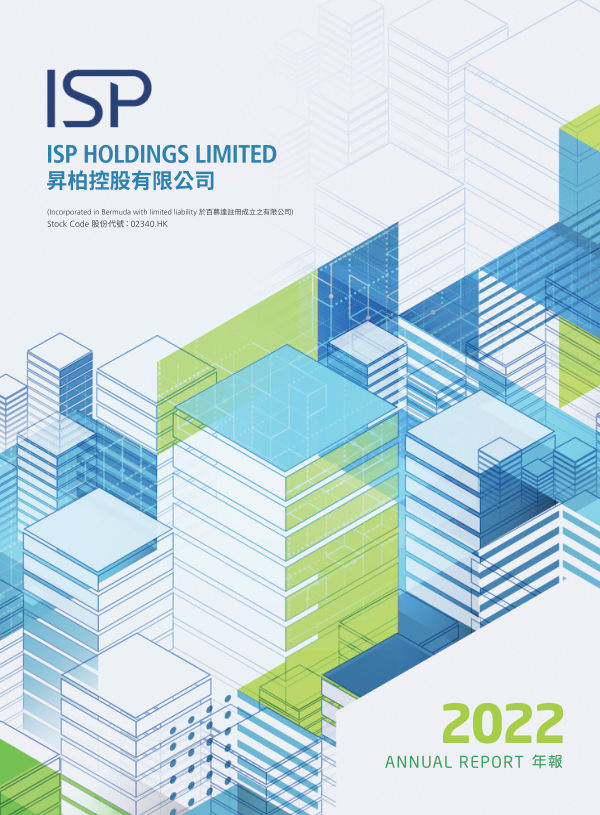 ISP
ISP HOLDINGS LIMITED
昇柏控股有限公司
(Incorporated in Bermuda with limited liability 於百慕達註冊成立之有限公司)
Stock Code 股份代號 : 02340.HK
2022
ANNUAL REPORT 年報